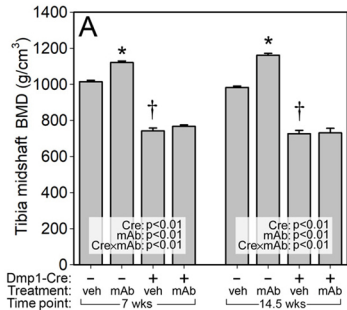 A
Tibia midshaft BMD (g/cm³)
1400
1200
1000
800
600
400
200
0
*
†
*
†
Cre: p<0.01
mAb: p<0.01
Cre×mAb: p<0.01
Cre: p<0.01
mAb: p<0.01
Cre×mAb: p<0.01
Dmp1-Cre: – – + + – – + +
Treatment: veh mAb veh mAb veh mAb veh mAb
Time point: 7 wks 14.5 wks